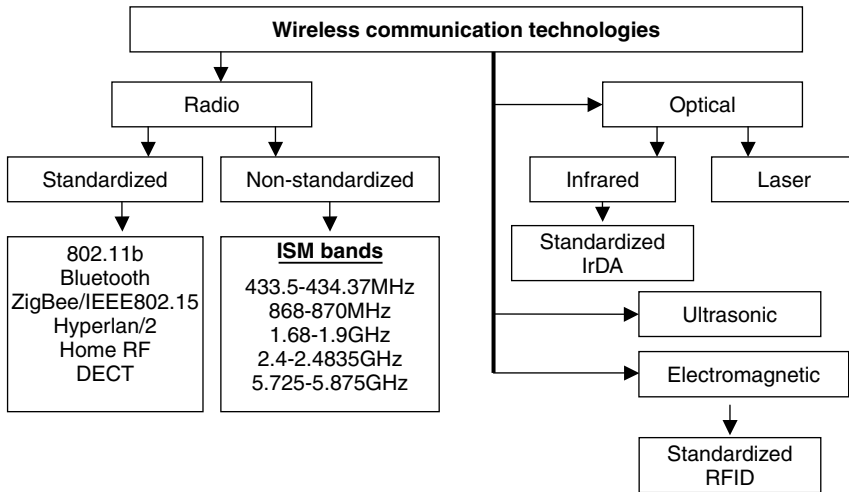 Wireless communication technologies
Radio
Optical
Standardized
Non-standardized
Infrared
Laser
802.11b
Bluetooth
ZigBee/IEEE802.15
Hyperlan/2
Home RF
DECT
ISM bands
433.5-434.37MHz
868-870MHz
1.68-1.9GHz
2.4-2.4835GHz
5.725-5.875GHz
Standardized
IrDA
Ultrasonic
Electromagnetic
Standardized
RFID